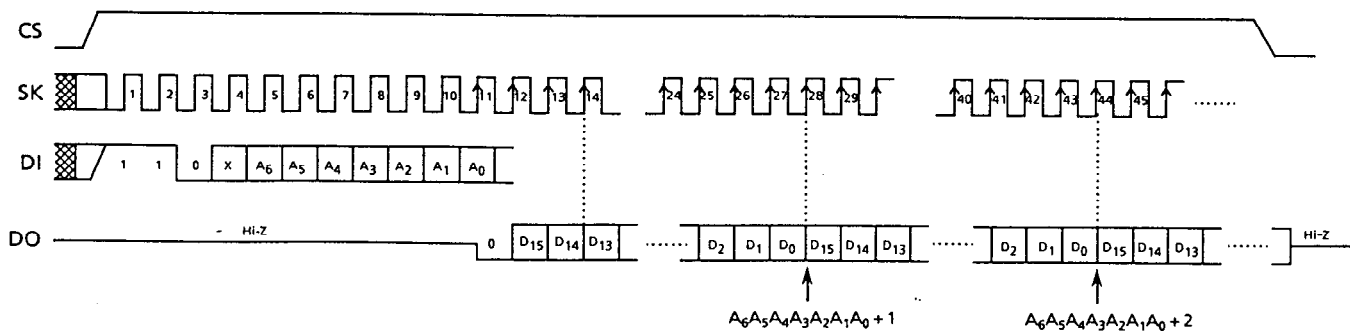 CS
SK 1 2 3 4 5 6 7 8 9 10 11 12 13 14 24 25 26 27 28 29 40 41 42 43 44 45 ........
DI 1 1 0 X A₆ A₅ A₄ A₃ A₂ A₁ A₀
DO Hi-Z 0 D₁₅ D₁₄ D₁₃ ........ D₂ D₁ D₀ D₁₅ D₁₄ D₁₃ ........ D₂ D₁ D₀ D₁₅ D₁₄ D₁₃ ........ Hi-Z
A₆A₅A₄A₃A₂A₁A₀ + 1 A₆A₅A₄A₃A₂A₁A₀ + 2